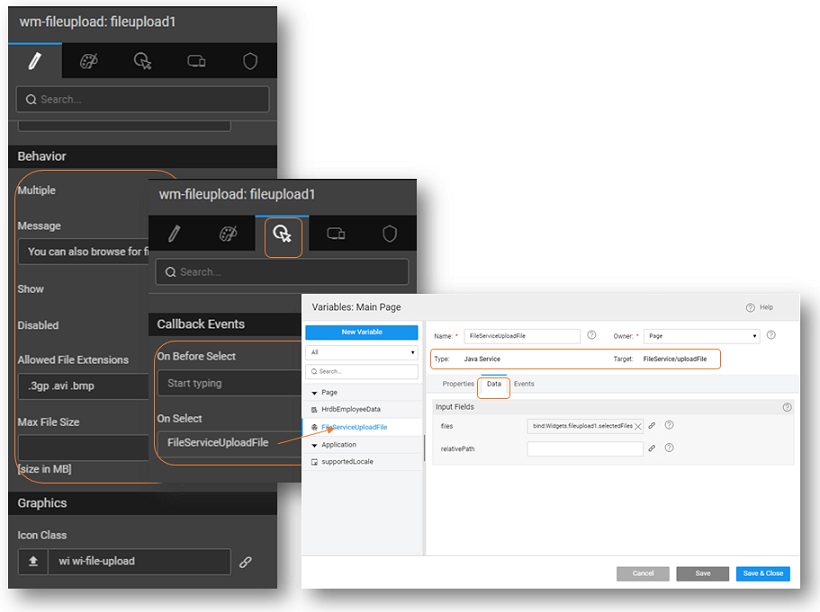 wm-fileupload: fileupload1
Search...
Behavior
Multiple
Message
You can also browse for fi
Show
Disabled
Allowed File Extensions
.3gp .avi .bmp
Max File Size
[size in MB]
Graphics
Icon Class
wi wi-file-upload
wm-fileupload: fileupload1
Search...
Callback Events
On Before Select
Start typing
On Select
FileServiceUploadFile
Variables: Main Page
? Help
New Variable
All
Search...
Page
HrdbEmployeeData
FileServiceUploadFile
Application
supportedLocale
Name: * FileServiceUploadFile ? Owner: * Page ?
Type: Java Service Target: FileService/uploadFile
Properties Data Events
Input Fields ?
files bind:Widgets.fileupload1.selectedFiles ?
relativePath ?
Cancel Save Save & Close